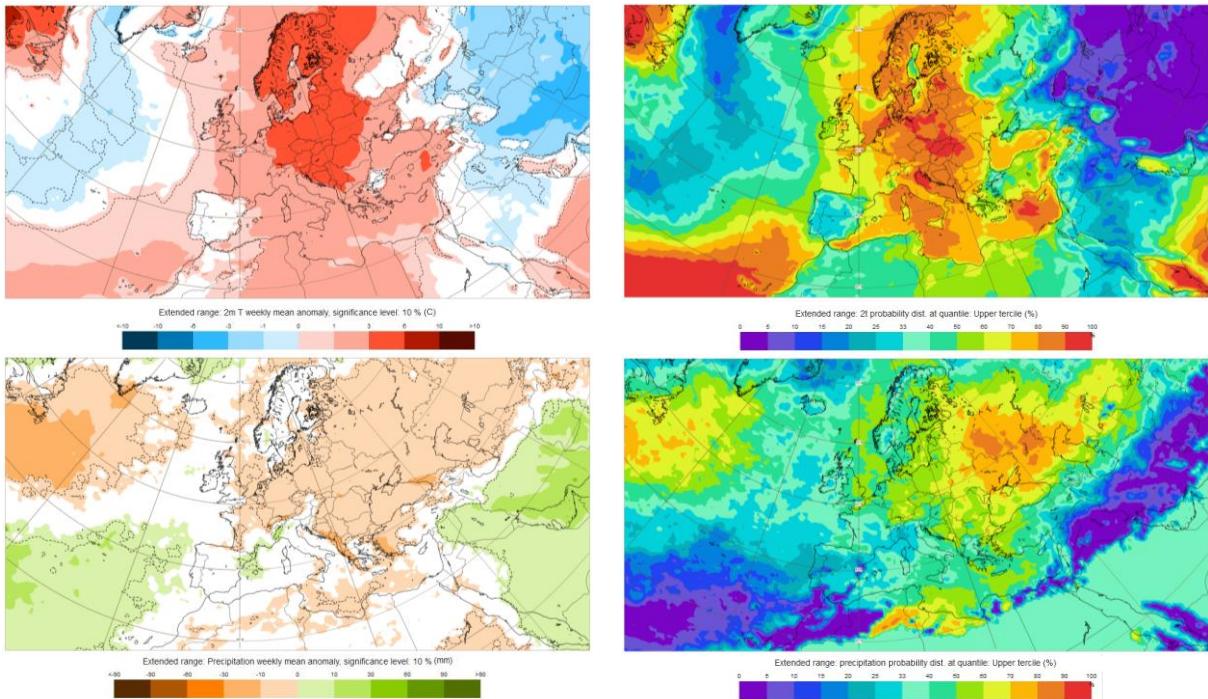 Extended range: 2m T weekly mean anomaly, significance level: 10 % (C)
<-10 -10 -6 -3 -1 1 3 6 10 >10
Extended range: 2t probability dist. at quantile: Upper tercile (%)
%
0 5 10 15 20 25 33 40 50 60 70 80 90 100
Extended range: Precipitation weekly mean anomaly, significance level: 10 % (mm)
<-90 -90 -60 -30 -10 10 30 60 90 >90
Extended range: precipitation probability dist. at quantile: Upper tercile (%)
%
0 5 10 15 20 25 33 40 50 60 70 80 90 100